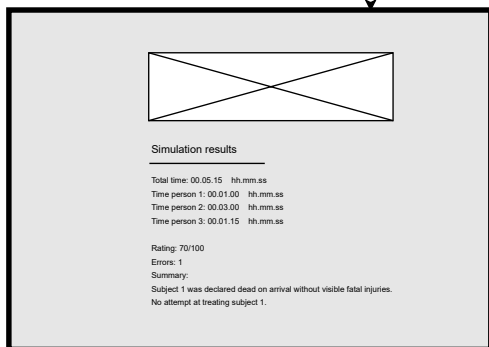 Simulation results
Total time: 00.05.15 hh.mm.ss
Time person 1: 00.01.00 hh.mm.ss
Time person 2: 00.03.00 hh.mm.ss
Time person 3: 00.01.15 hh.mm.ss
Rating: 70/100
Errors: 1
Summary:
Subject 1 was declared dead on arrival without visible fatal injuries.
No attempt at treating subject 1.